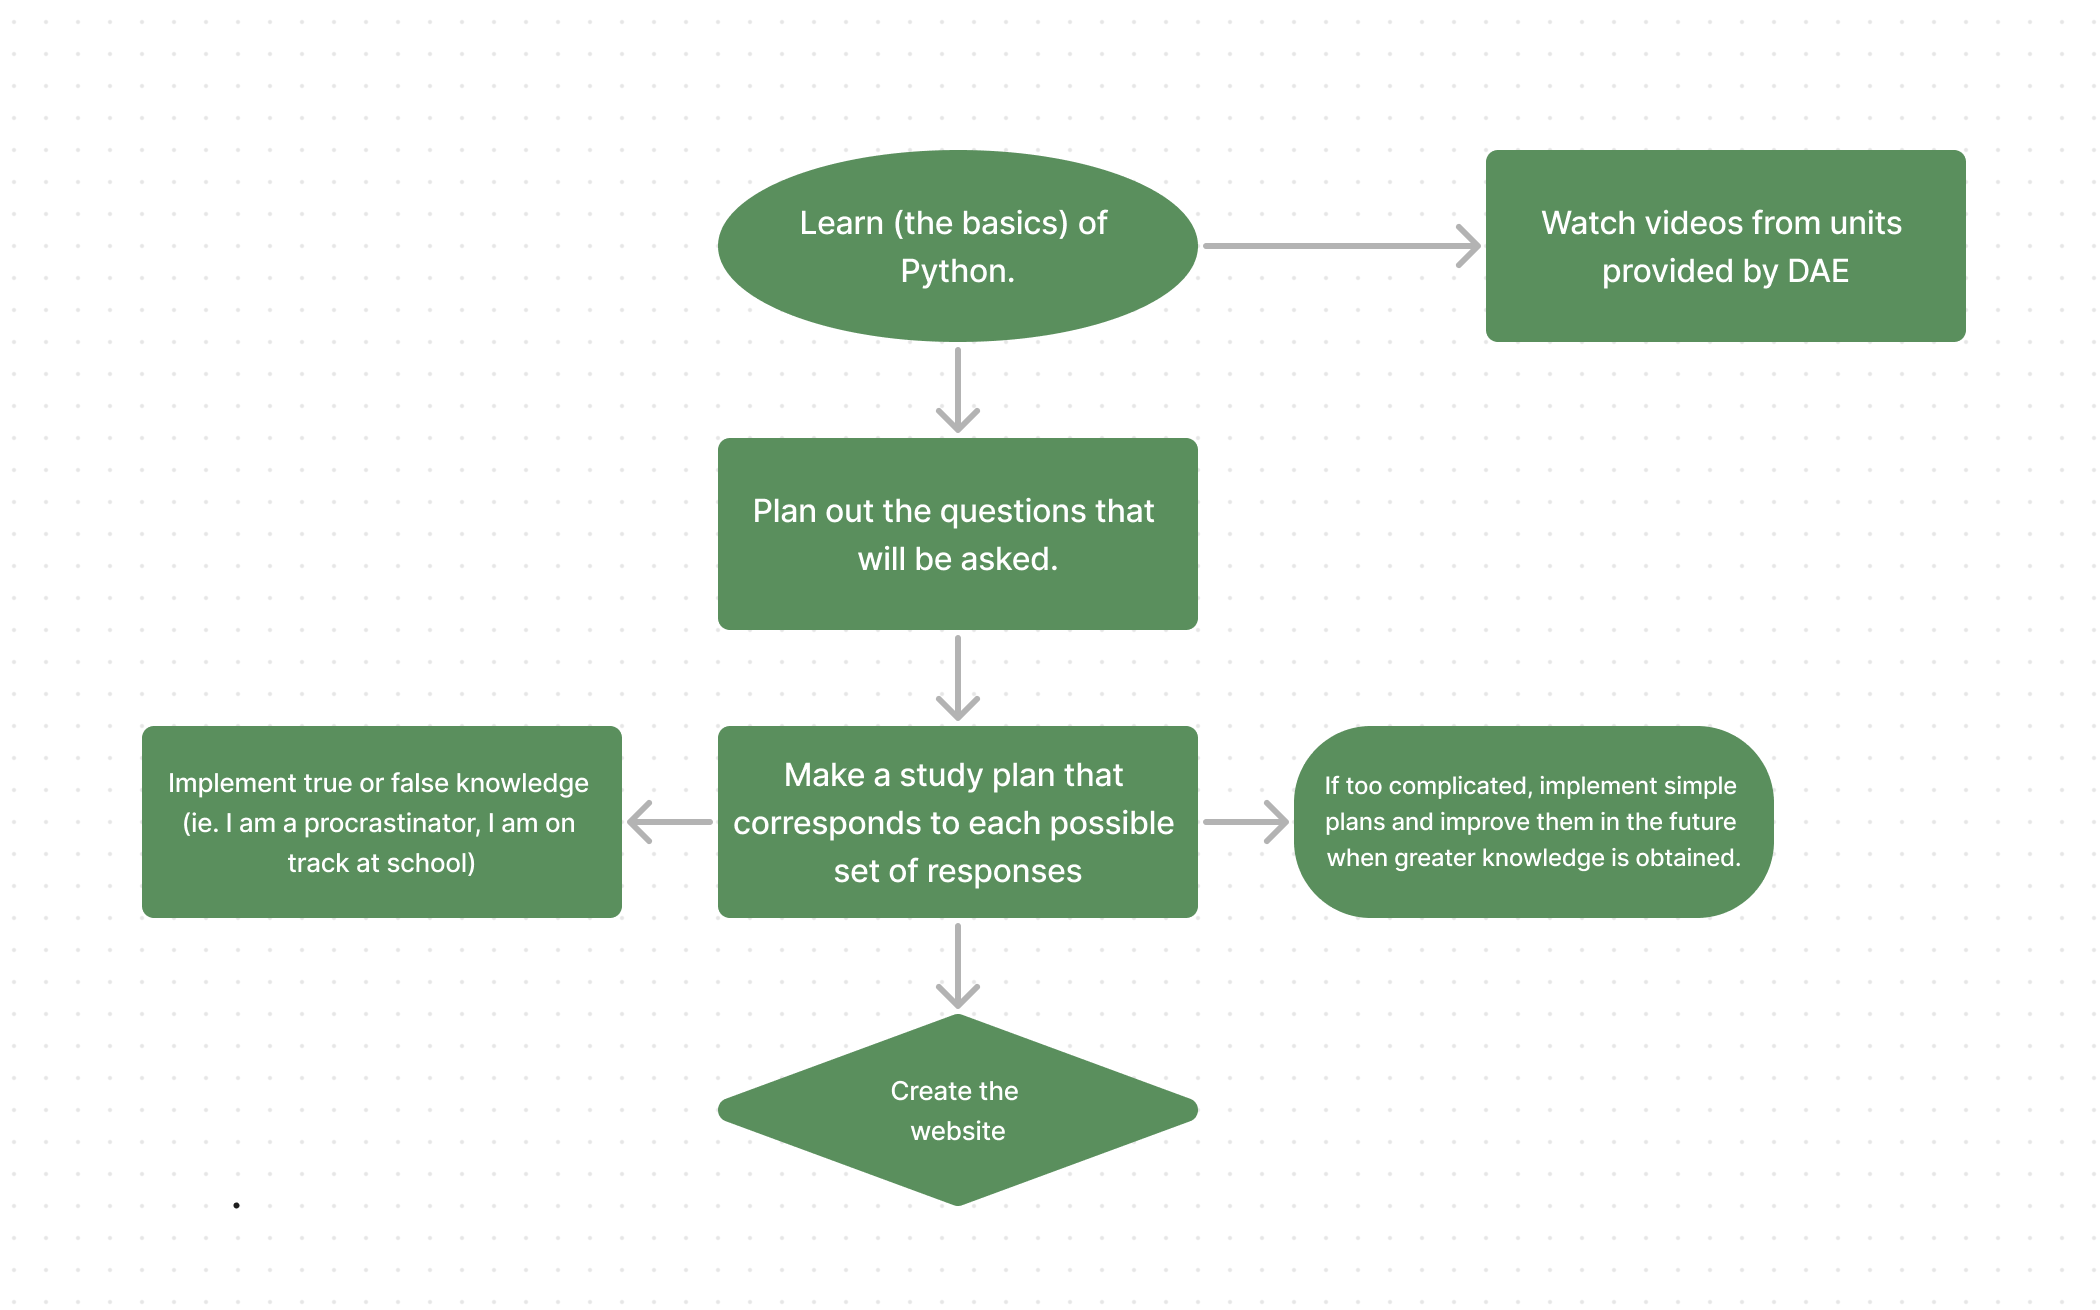 Learn (the basics) of
Python.
Watch videos from units
provided by DAE
Plan out the questions that
will be asked.
Implement true or false knowledge
(ie. I am a procrastinator, I am on
track at school)
Make a study plan that
corresponds to each possible
set of responses
If too complicated, implement simple
plans and improve them in the future
when greater knowledge is obtained.
Create the
website